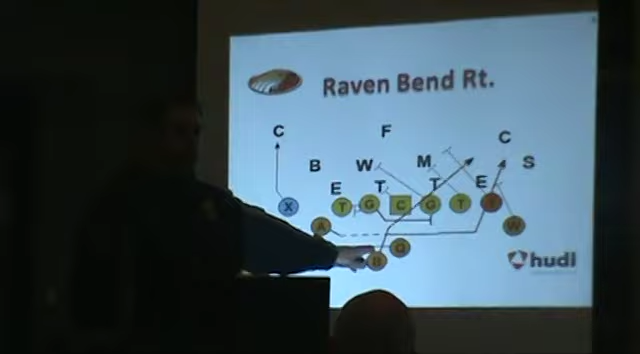 Raven Bend Rt.
C F C
B W M S
E T T E
X T G C G T
A W
Q
B
hudl